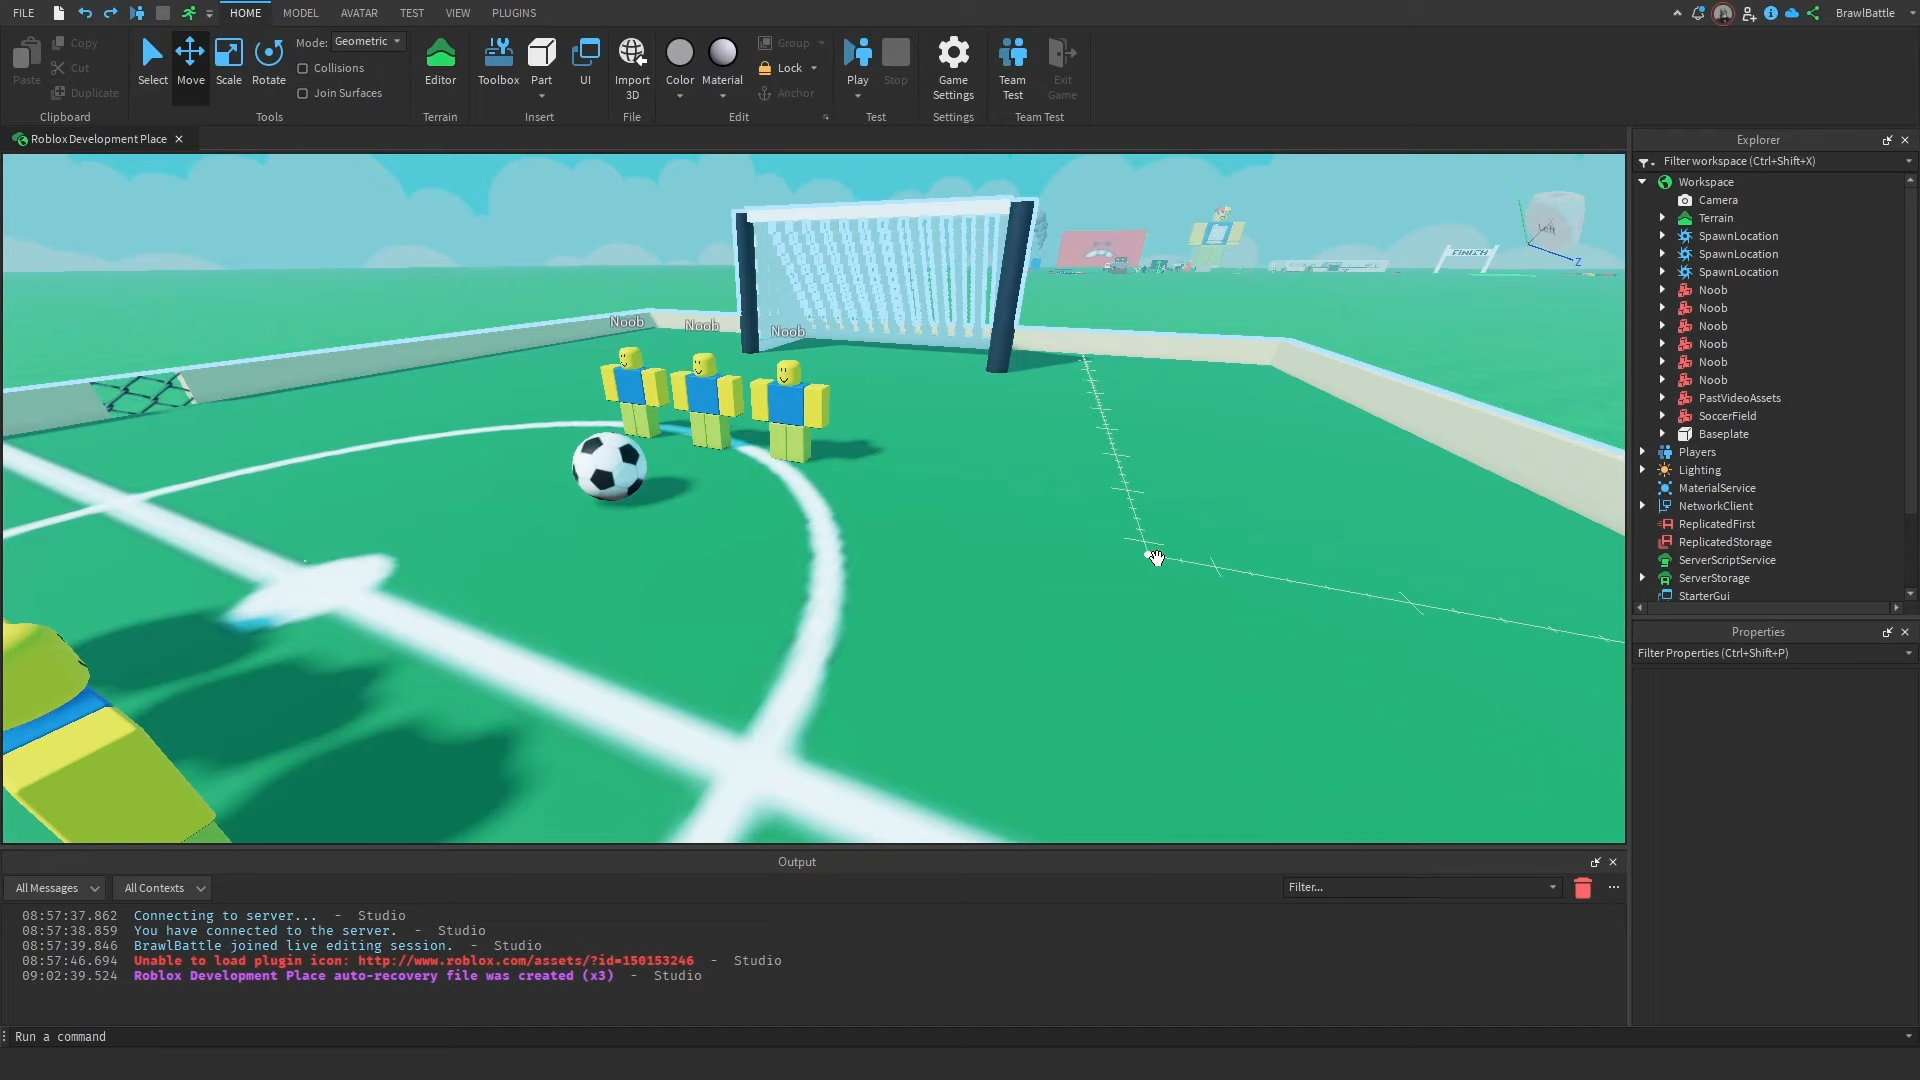 FILE HOME MODEL AVATAR TEST VIEW PLUGINS BrawlBattle
Paste
Copy
Cut
Duplicate
Clipboard
Select Move Scale Rotate
Mode: Geometric
Collisions
Join Surfaces
Tools
Editor
Terrain
Toolbox Part UI
Insert
Import
3D
File
Color Material
Group
Lock
Anchor
Edit
Play Stop
Test
Game
Settings
Settings
Team
Test
Exit
Game
Team Test
Roblox Development Place
Noob
Noob
Noob
FINISH
Left
Z
Explorer
Filter workspace (Ctrl+Shift+X)
Workspace
Camera
Terrain
SpawnLocation
SpawnLocation
SpawnLocation
Noob
Noob
Noob
Noob
Noob
Noob
PastVideoAssets
SoccerField
Baseplate
Players
Lighting
MaterialService
NetworkClient
ReplicatedFirst
ReplicatedStorage
ServerScriptService
ServerStorage
StarterGui
Properties
Filter Properties (Ctrl+Shift+P)
Output
All Messages All Contexts Filter... ...
08:57:37.862 Connecting to server... - Studio
08:57:38.859 You have connected to the server. - Studio
08:57:39.846 BrawlBattle joined live editing session. - Studio
08:57:46.694 Unable to load plugin icon: http://www.roblox.com/assets/?id=150153246 - Studio
09:02:39.524 Roblox Development Place auto-recovery file was created (x3) - Studio
Run a command